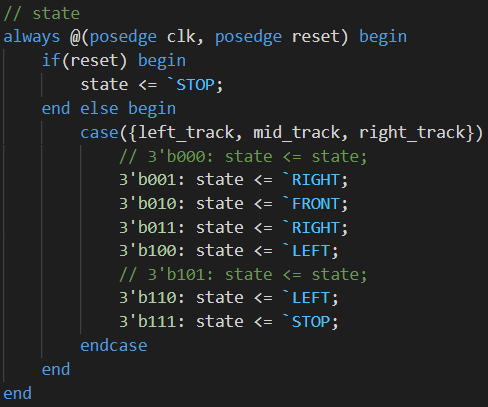 // state
always @(posedge clk, posedge reset) begin
    if(reset) begin
        state <= `STOP;
    end else begin
        case({left_track, mid_track, right_track})
            // 3'b000: state <= state;
            3'b001: state <= `RIGHT;
            3'b010: state <= `FRONT;
            3'b011: state <= `RIGHT;
            3'b100: state <= `LEFT;
            // 3'b101: state <= state;
            3'b110: state <= `LEFT;
            3'b111: state <= `STOP;
        endcase
    end
end